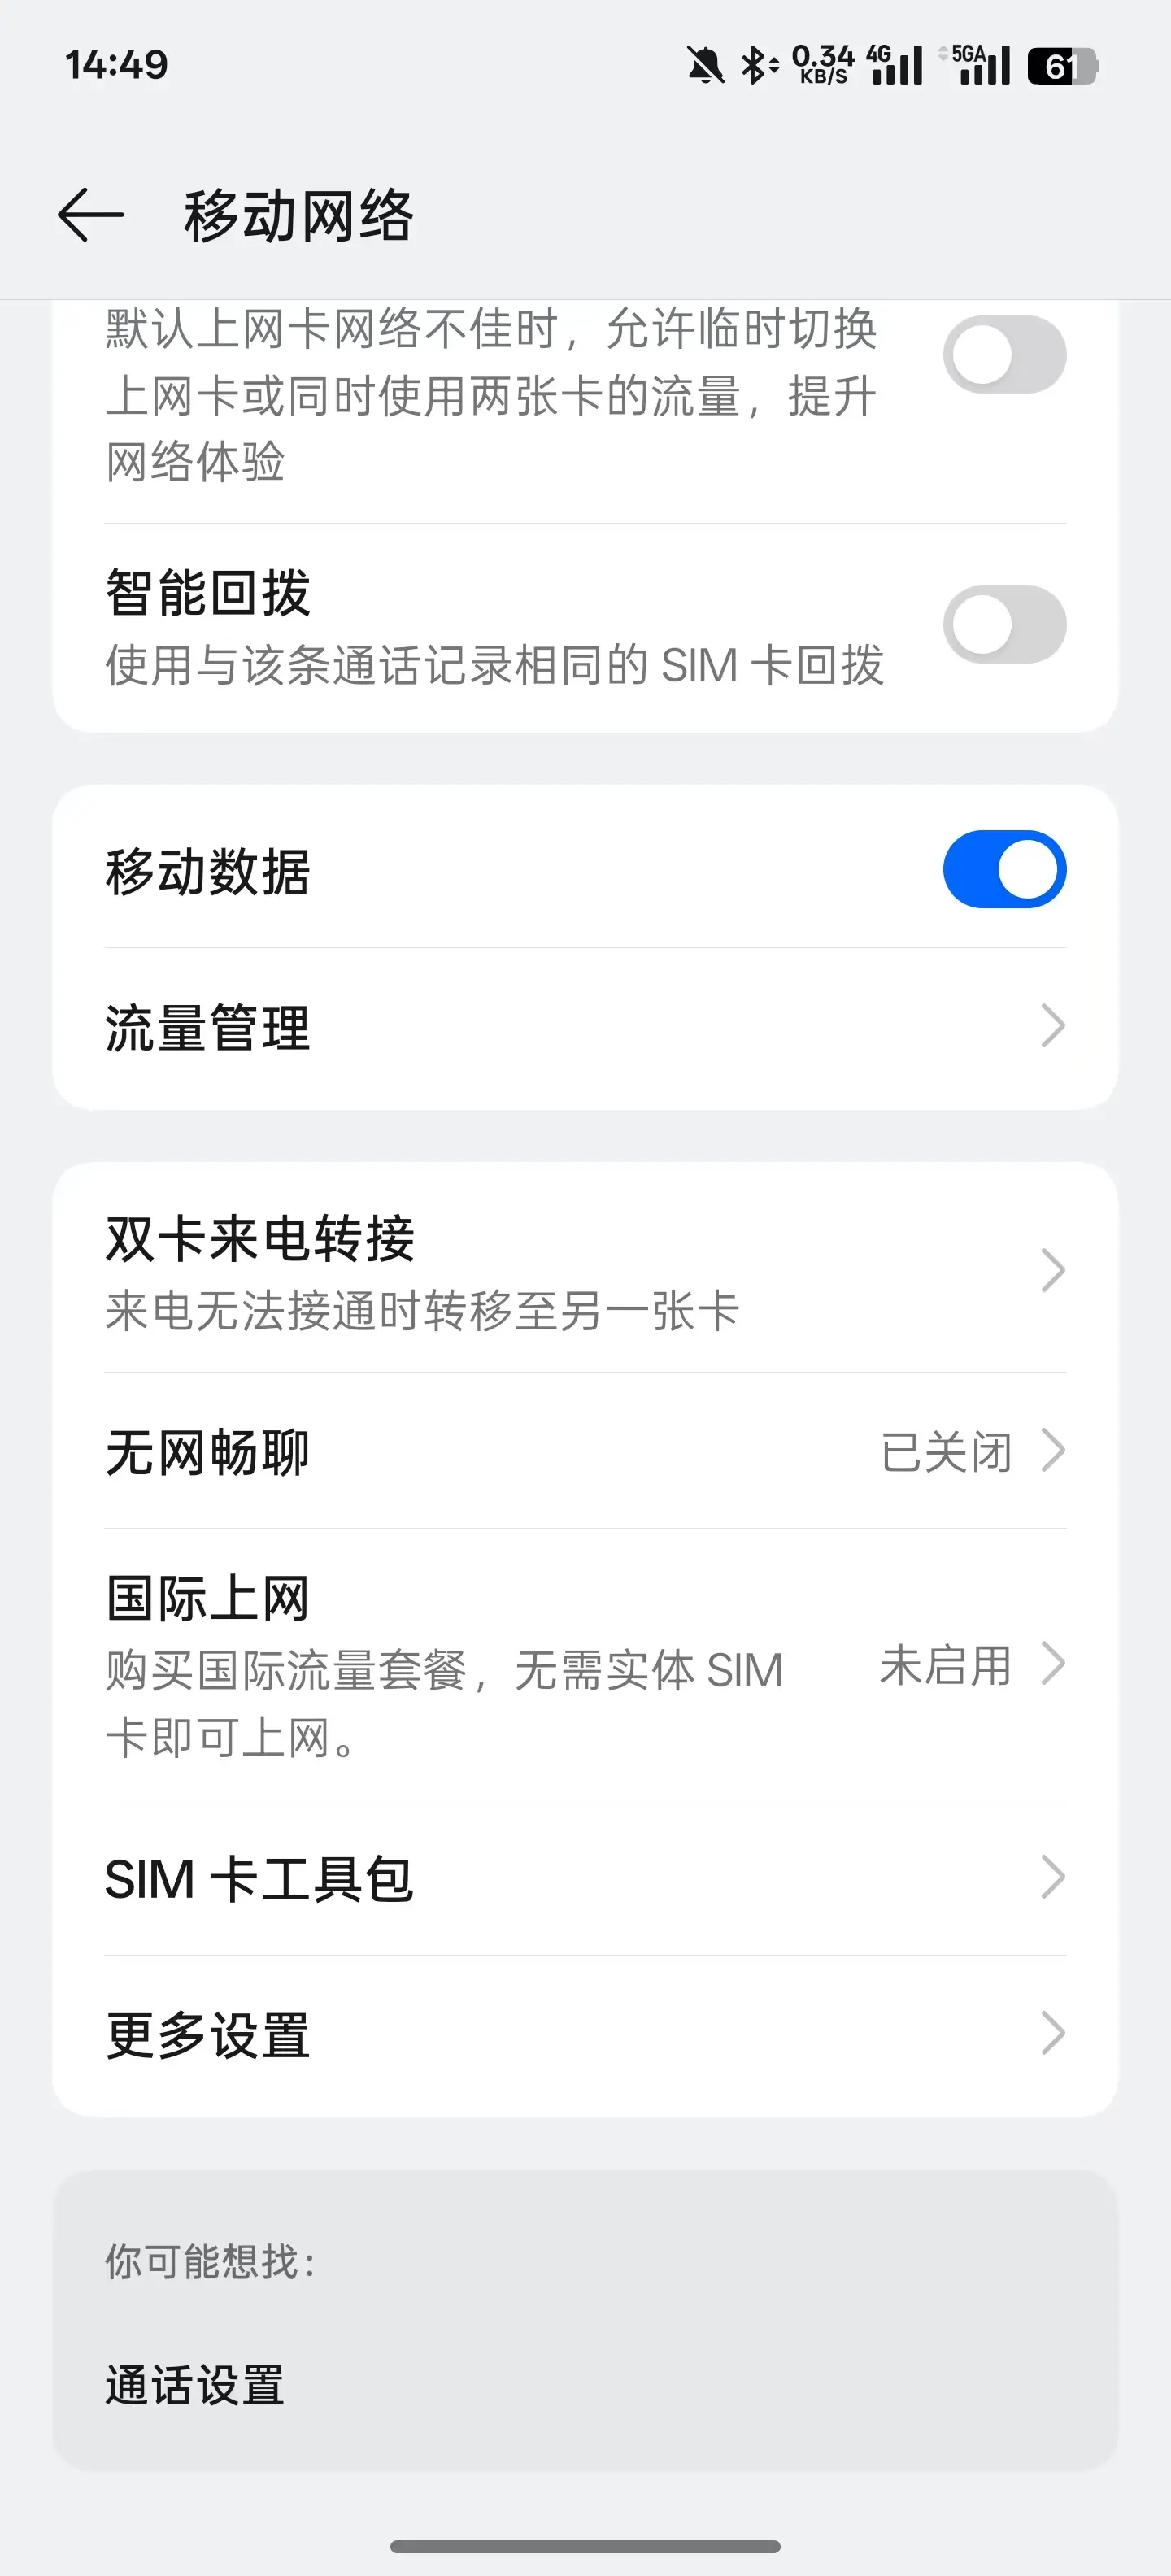 14:49
0.34 KB/S 4G 5GA 61
移动网络
默认上网卡网络不佳时，允许临时切换
上网卡或同时使用两张卡的流量，提升
网络体验
智能回拨
使用与该条通话记录相同的 SIM 卡回拨
移动数据
流量管理
双卡来电转接
来电无法接通时转移至另一张卡
无网畅聊
已关闭
国际上网
购买国际流量套餐，无需实体 SIM
卡即可上网。
未启用
SIM 卡工具包
更多设置
你可能想找：
通话设置